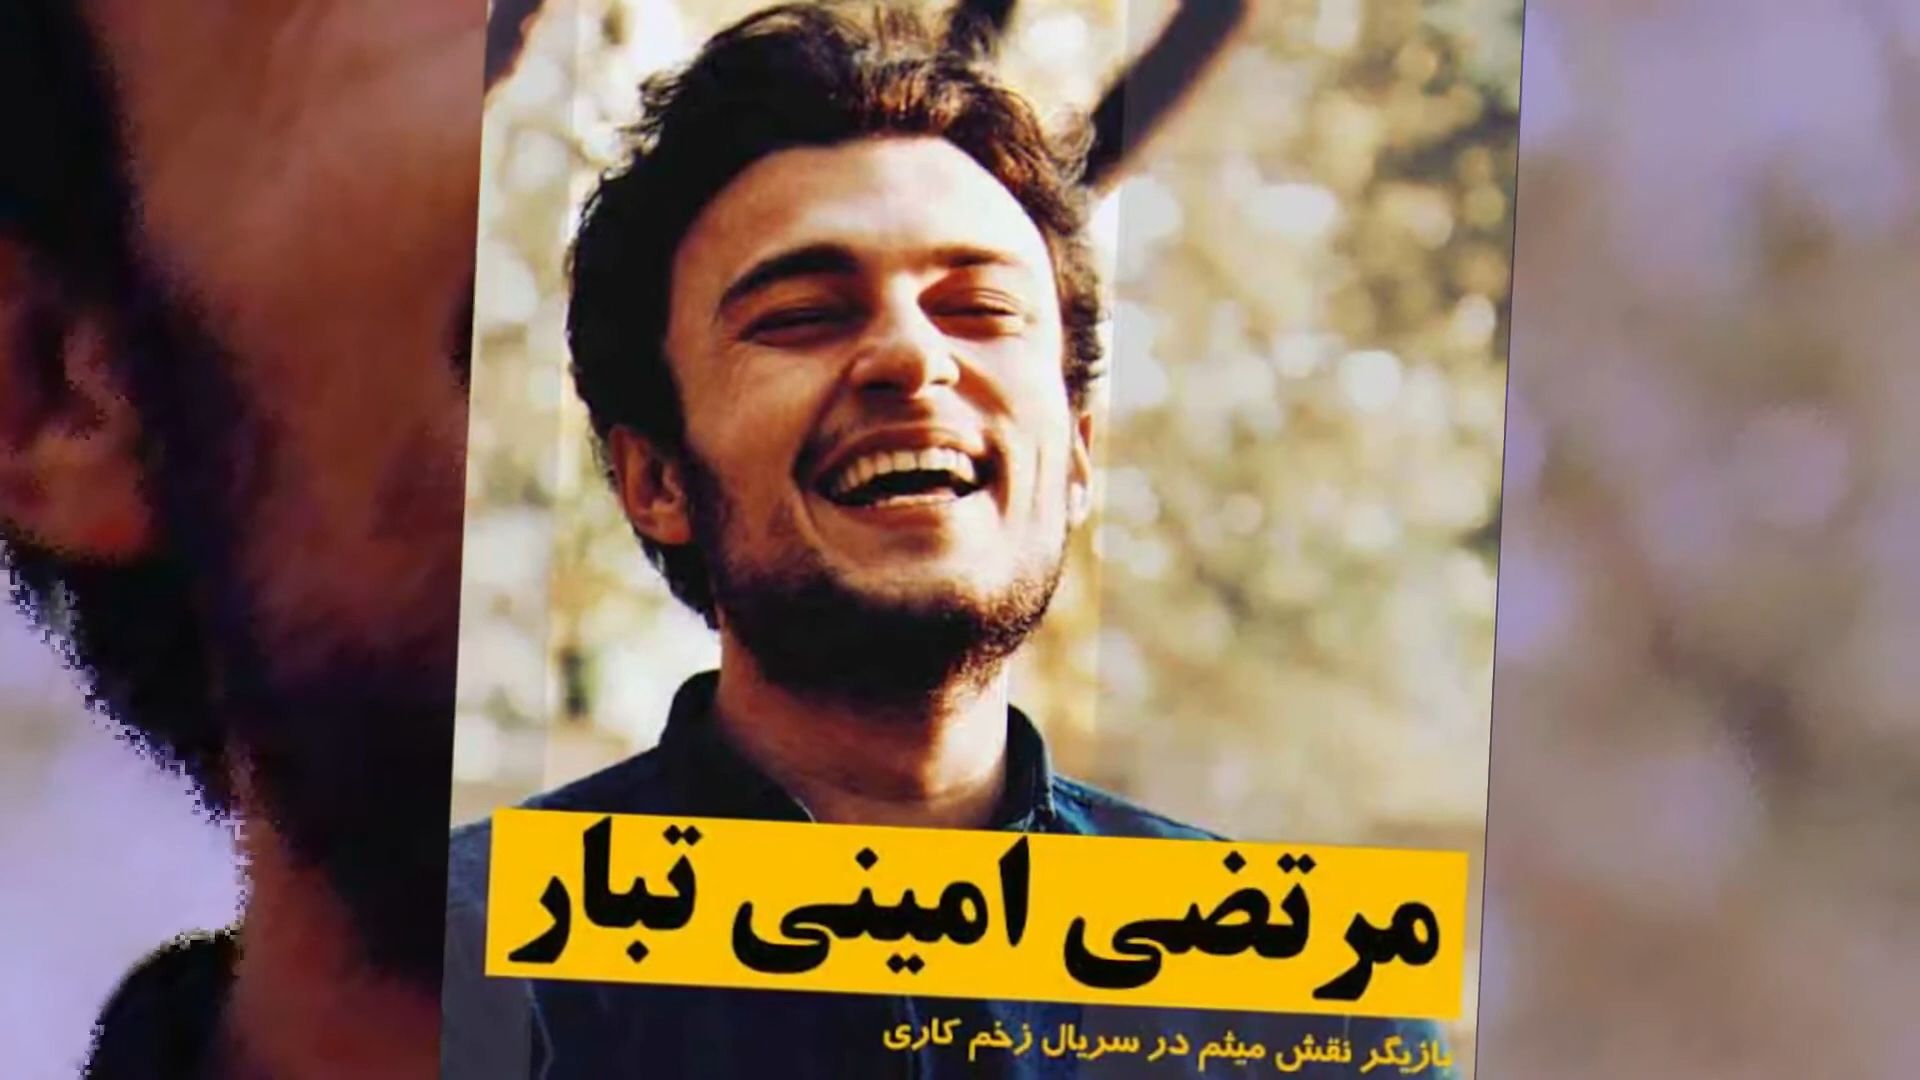 مرتضی امینی تبار
بازیگر نقش میثم در سریال زخم کاری